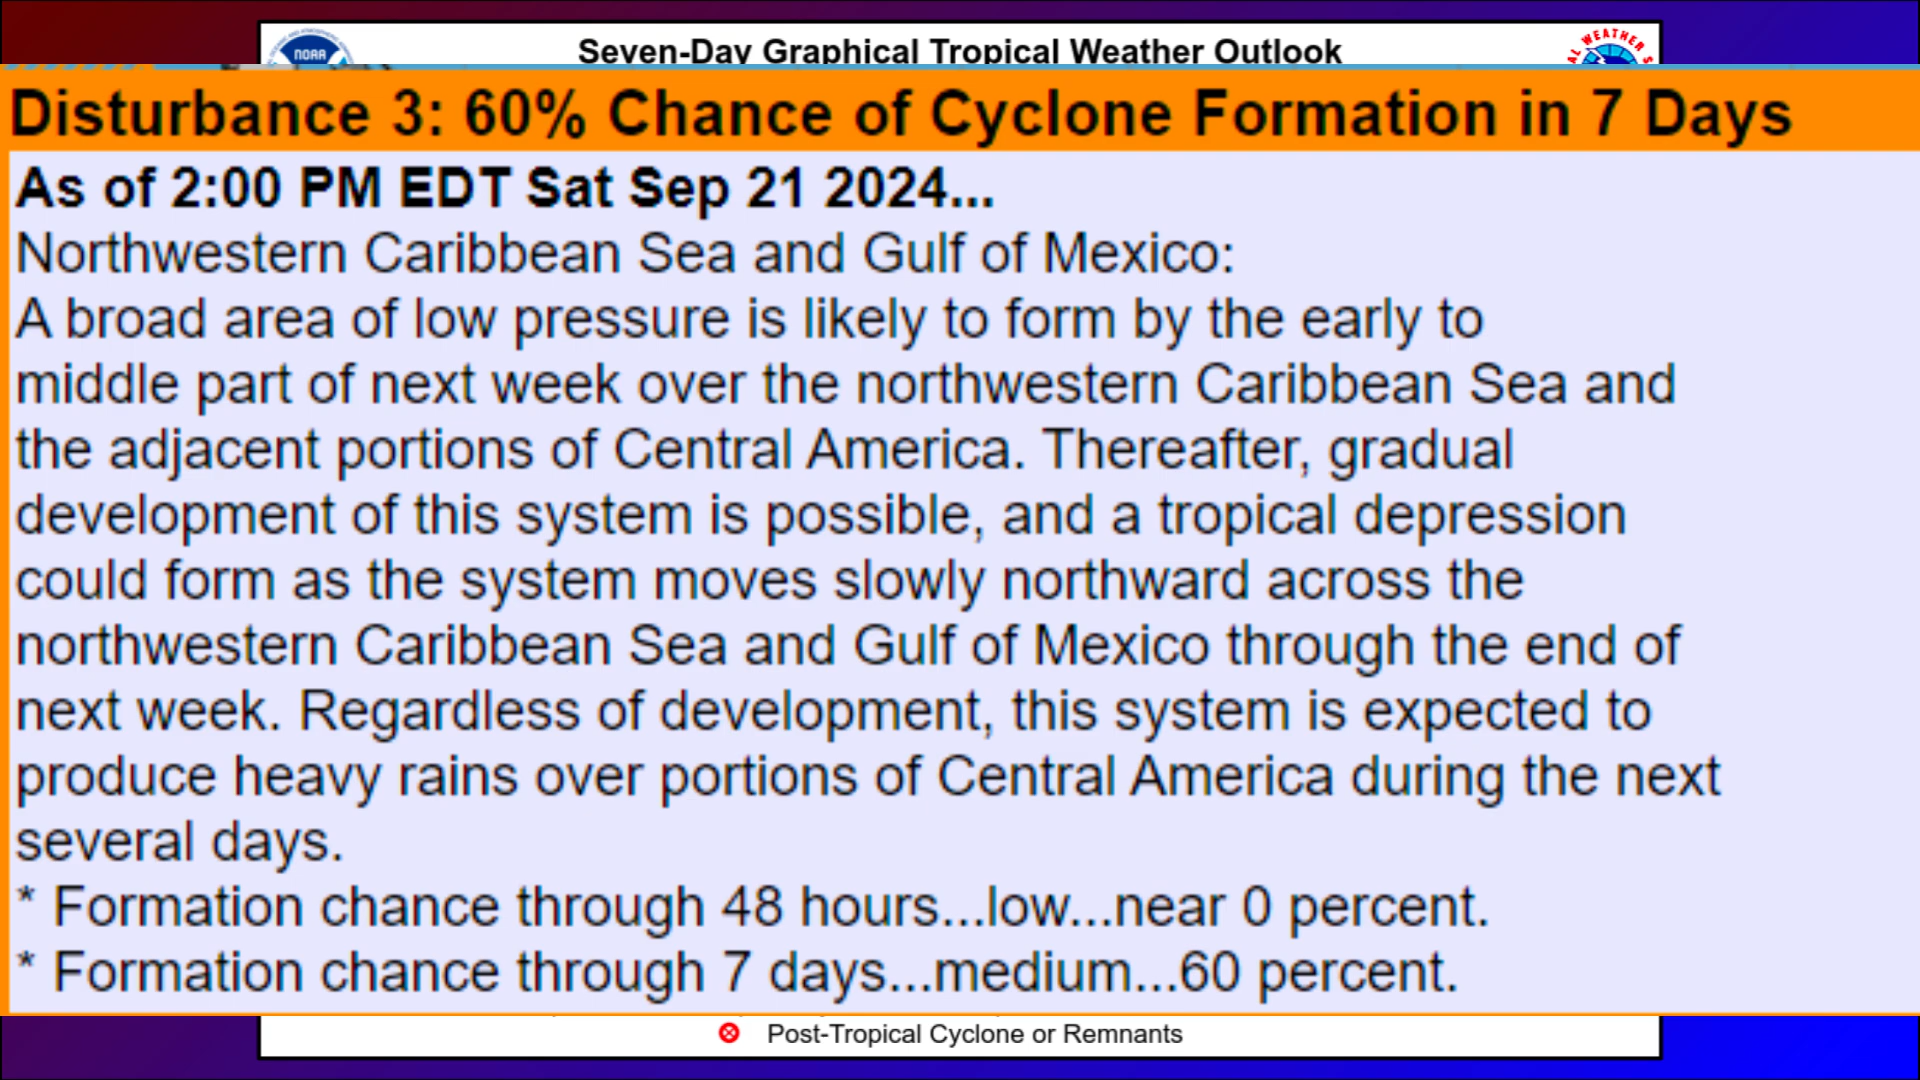 NOAA
Seven-Day Graphical Tropical Weather Outlook
WEATHER
Disturbance 3: 60% Chance of Cyclone Formation in 7 Days
As of 2:00 PM EDT Sat Sep 21 2024...
Northwestern Caribbean Sea and Gulf of Mexico:
A broad area of low pressure is likely to form by the early to
middle part of next week over the northwestern Caribbean Sea and
the adjacent portions of Central America. Thereafter, gradual
development of this system is possible, and a tropical depression
could form as the system moves slowly northward across the
northwestern Caribbean Sea and Gulf of Mexico through the end of
next week. Regardless of development, this system is expected to
produce heavy rains over portions of Central America during the next
several days.
* Formation chance through 48 hours...low...near 0 percent.
* Formation chance through 7 days...medium...60 percent.
Post-Tropical Cyclone or Remnants